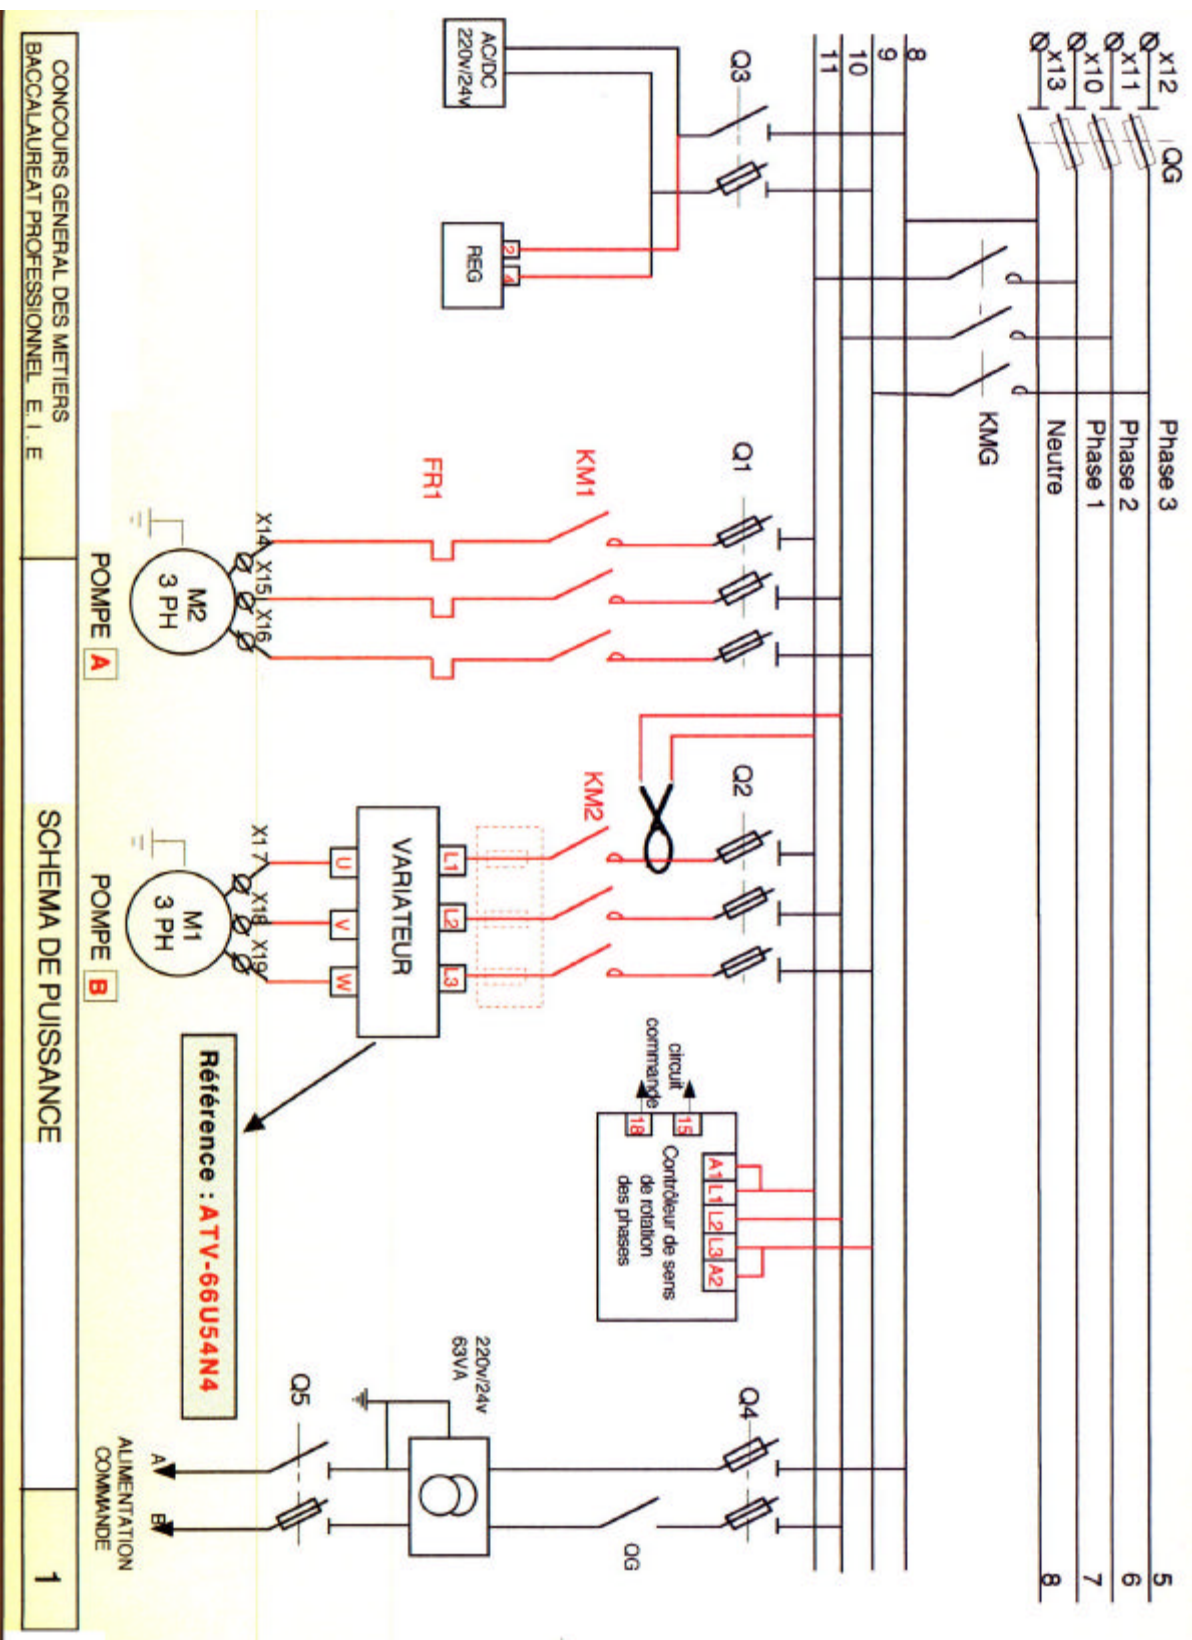 x12
x11
x10
x13
QG
Phase 3
Phase 2
Phase 1
Neutre
5
6
7
8
KMG
8
9
10
11
Q3
Q1
Q2
Q4
AC/DC
220v/24v
2
4
REG
KM1
KM2
FR1
circuit
commande
15
18
A1
L1
L2
L3
A2
Contrôleur de sens
de rotation
des phases
QG
220v/24v
63VA
L1
L2
L3
VARIATEUR
U
V
W
X14
X15
X16
X17
X18
X19
Q5
M2
3 PH
M1
3 PH
Référence : ATV-66U54N4
A
B
POMPE A
POMPE B
ALIMENTATION
COMMANDE
CONCOURS GENERAL DES METIERS
BACCALAUREAT PROFESSIONNEL E. I . E
SCHEMA DE PUISSANCE
1